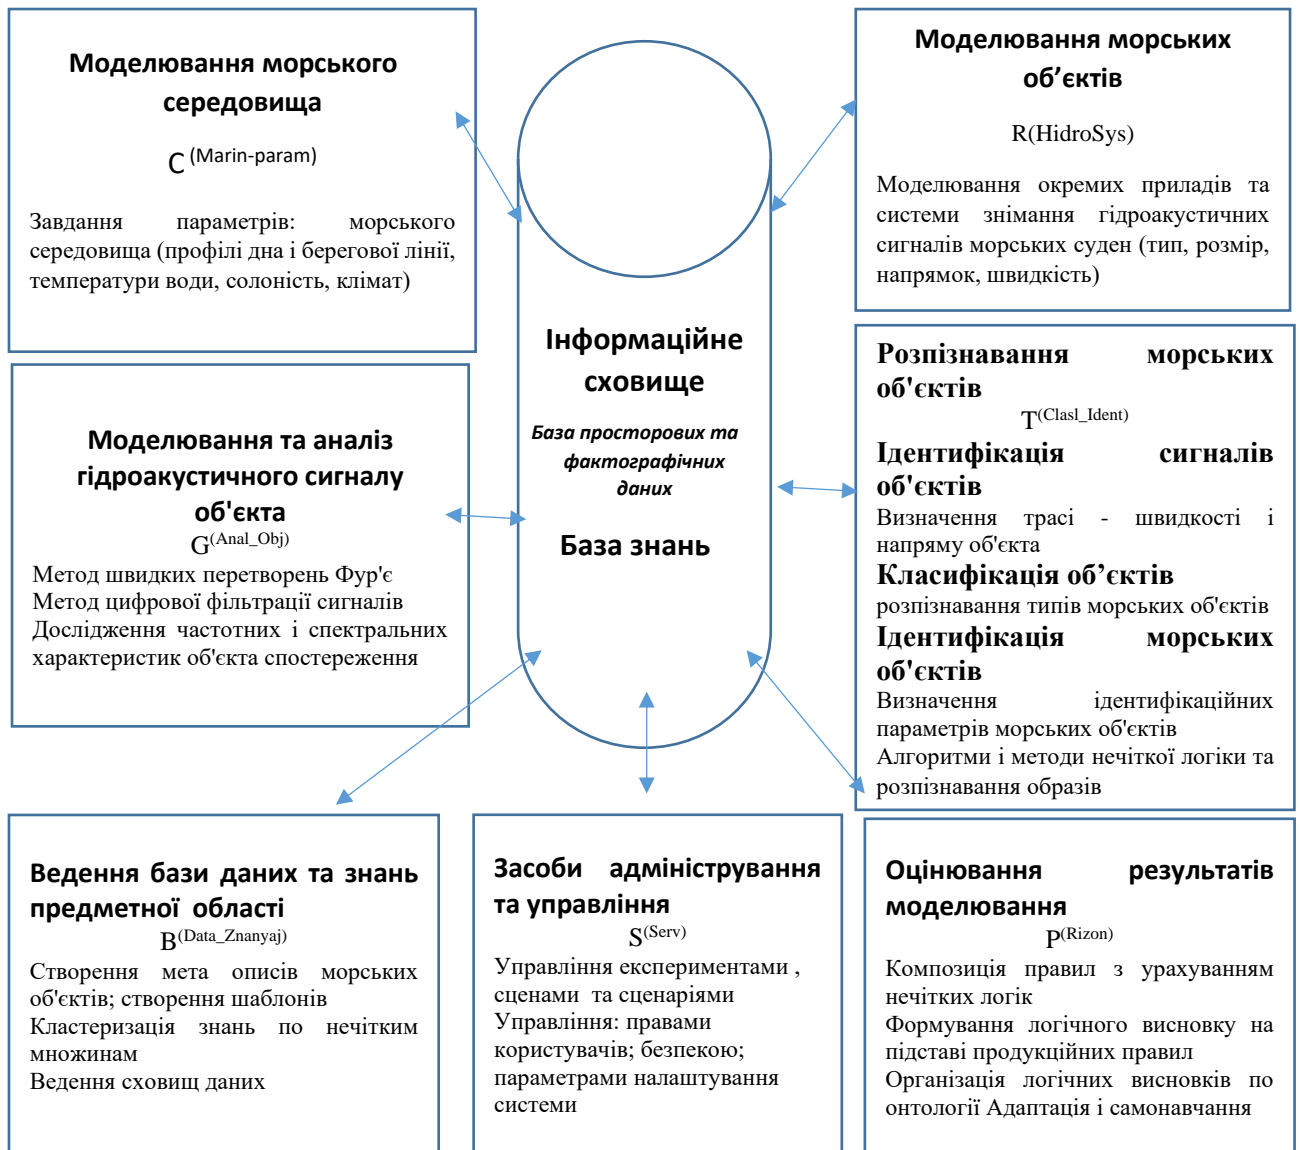 Моделювання морського
середовища
C (Marin-param)
Завдання параметрів: морського
середовища (профілі дна і берегової лінії,
температури води, солоність, клімат)
Моделювання морських
об’єктів
R(HidroSys)
Моделювання окремих приладів та
системи знімання гідроакустичних
сигналів морських суден (тип, розмір,
напрямок, швидкість)
Інформаційне
сховище
База просторових та
фактографічних
даних
База знань
Моделювання та аналіз
гідроакустичного сигналу
об'єкта
G(Anal_Obj)
Метод швидких перетворень Фур'є
Метод цифрової фільтрації сигналів
Дослідження частотних і спектральних
характеристик об'єкта спостереження
Розпізнавання морських
об'єктів
T(Clasl_Ident)
Ідентифікація сигналів
об'єктів
Визначення трасі - швидкості і
напряму об'єкта
Класифікація об’єктів
розпізнавання типів морських об'єктів
Ідентифікація морських
об'єктів
Визначення ідентифікаційних
параметрів морських об'єктів
Алгоритми і методи нечіткої логіки та
розпізнавання образів
Ведення бази даних та знань
предметної області
B(Data_Znanyaj)
Створення мета описів морських
об'єктів; створення шаблонів
Кластеризація знань по нечітким
множинам
Ведення сховищ даних
Засоби адміністрування
та управління
S(Serv)
Управління експериментами ,
сценами та сценаріями
Управління: правами
користувачів; безпекою;
параметрами налаштування
системи
Оцінювання результатів
моделювання
P(Rizon)
Композиція правил з урахуванням
нечітких логік
Формування логічного висновку на
підставі продукційних правил
Організація логічних висновків по
онтології Адаптація і самонавчання